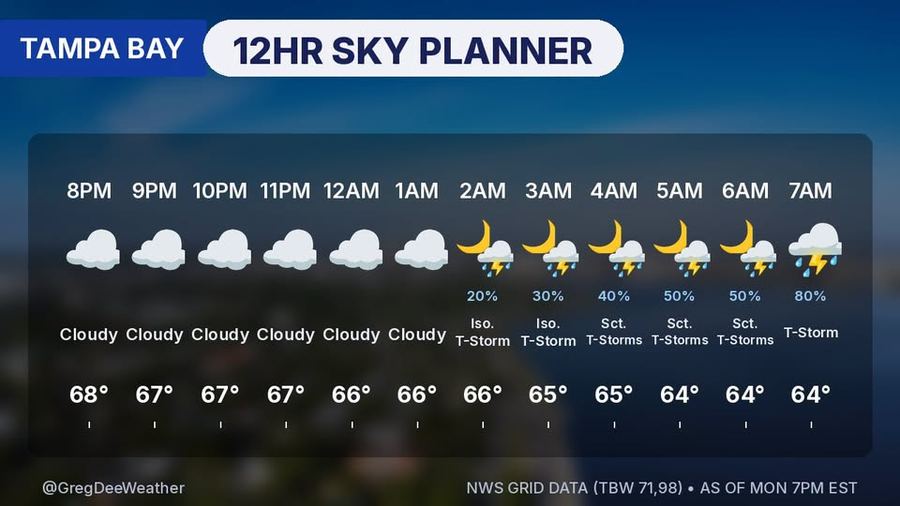 TAMPA BAY
12HR SKY PLANNER
8PM 9PM 10PM 11PM 12AM 1AM 2AM 3AM 4AM 5AM 6AM 7AM
20% 30% 40% 50% 50% 80%
Cloudy Cloudy Cloudy Cloudy Cloudy Cloudy Iso. T-Storm Iso. T-Storm Sct. T-Storms Sct. T-Storms Sct. T-Storms T-Storm
68° 67° 67° 67° 66° 66° 66° 65° 65° 64° 64° 64°
@GregDeeWeather
NWS GRID DATA (TBW 71,98) • AS OF MON 7PM EST